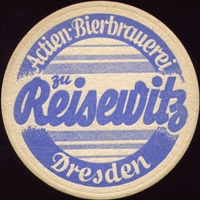 Actien-Bierbrauerei
zu
Reisewitz
Dresden